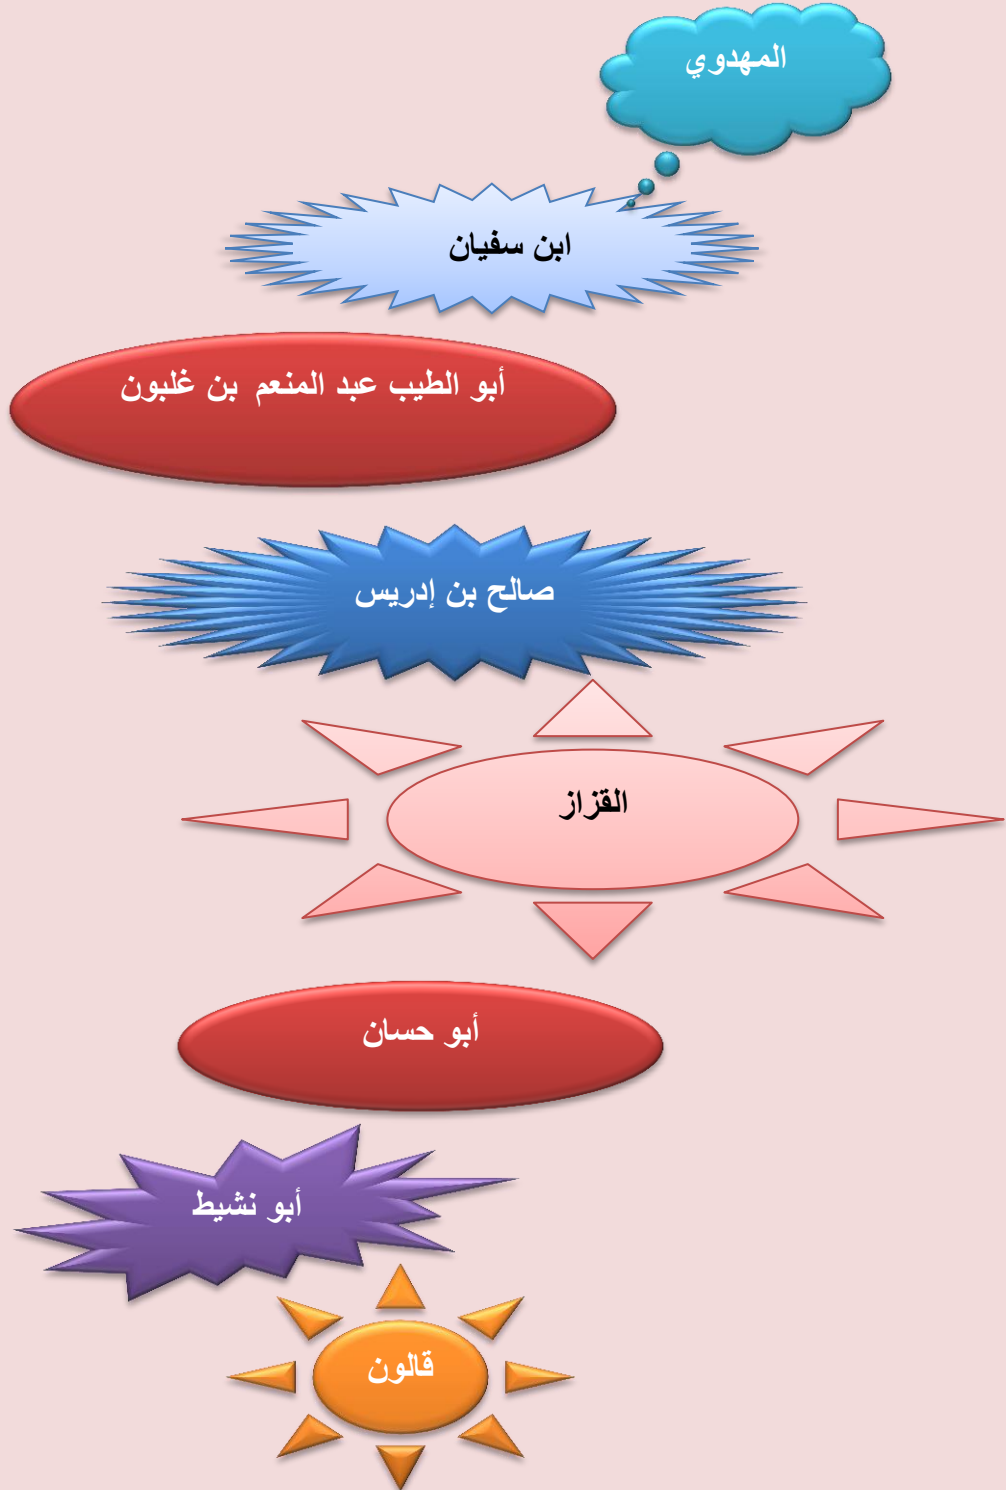 المهدوي
ابن سفيان
أبو الطيب عبد المنعم بن غلبون
صالح بن إدريس
القزاز
أبو حسان
أبو نشيط
قالون